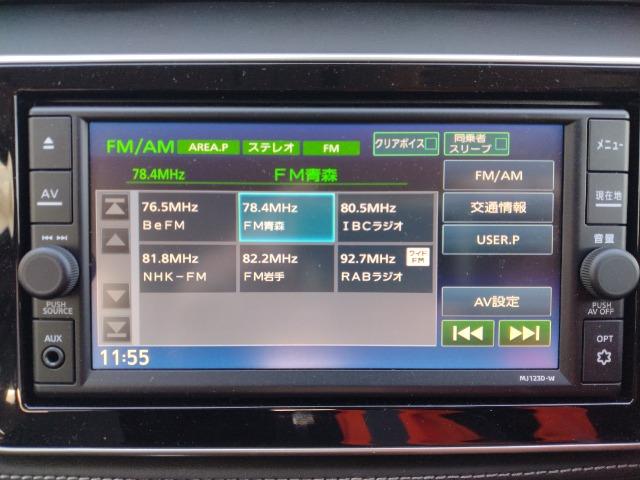 FM/AM AREA.P ステレオ FM クリアボイス 同乗者スリープ
78.4MHz FM青森
76.5MHz
BeFM
78.4MHz
FM青森
80.5MHz
IBCラジオ
81.8MHz
NHK-FM
82.2MHz
FM岩手
92.7MHz ワイドFM
RABラジオ
FM/AM
交通情報
USER.P
AV設定
11:55
AV
PUSH
SOURCE
AUX
メニュー
現在地
音量
PUSH
AV OFF
OPT
MJ123D-W